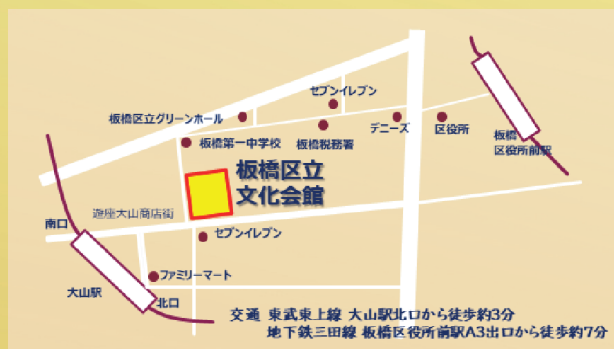 セブンイレブン
板橋区立グリーンホール
デニーズ
区役所
板橋
区役所前駅
板橋第一中学校
板橋税務署
板橋区立
文化会館
遊座大山商店街
南口
セブンイレブン
大山駅
ファミリーマート
北口
交通 東武東上線 大山駅北口から徒歩約3分
地下鉄三田線 板橋区役所前駅A3出口から徒歩約7分